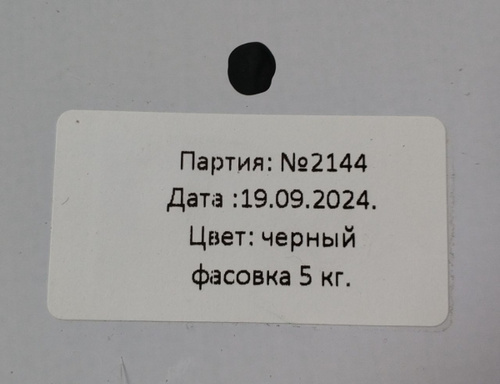 Партия: №2144
Дата :19.09.2024.
Цвет: черный
фасовка 5 кг.